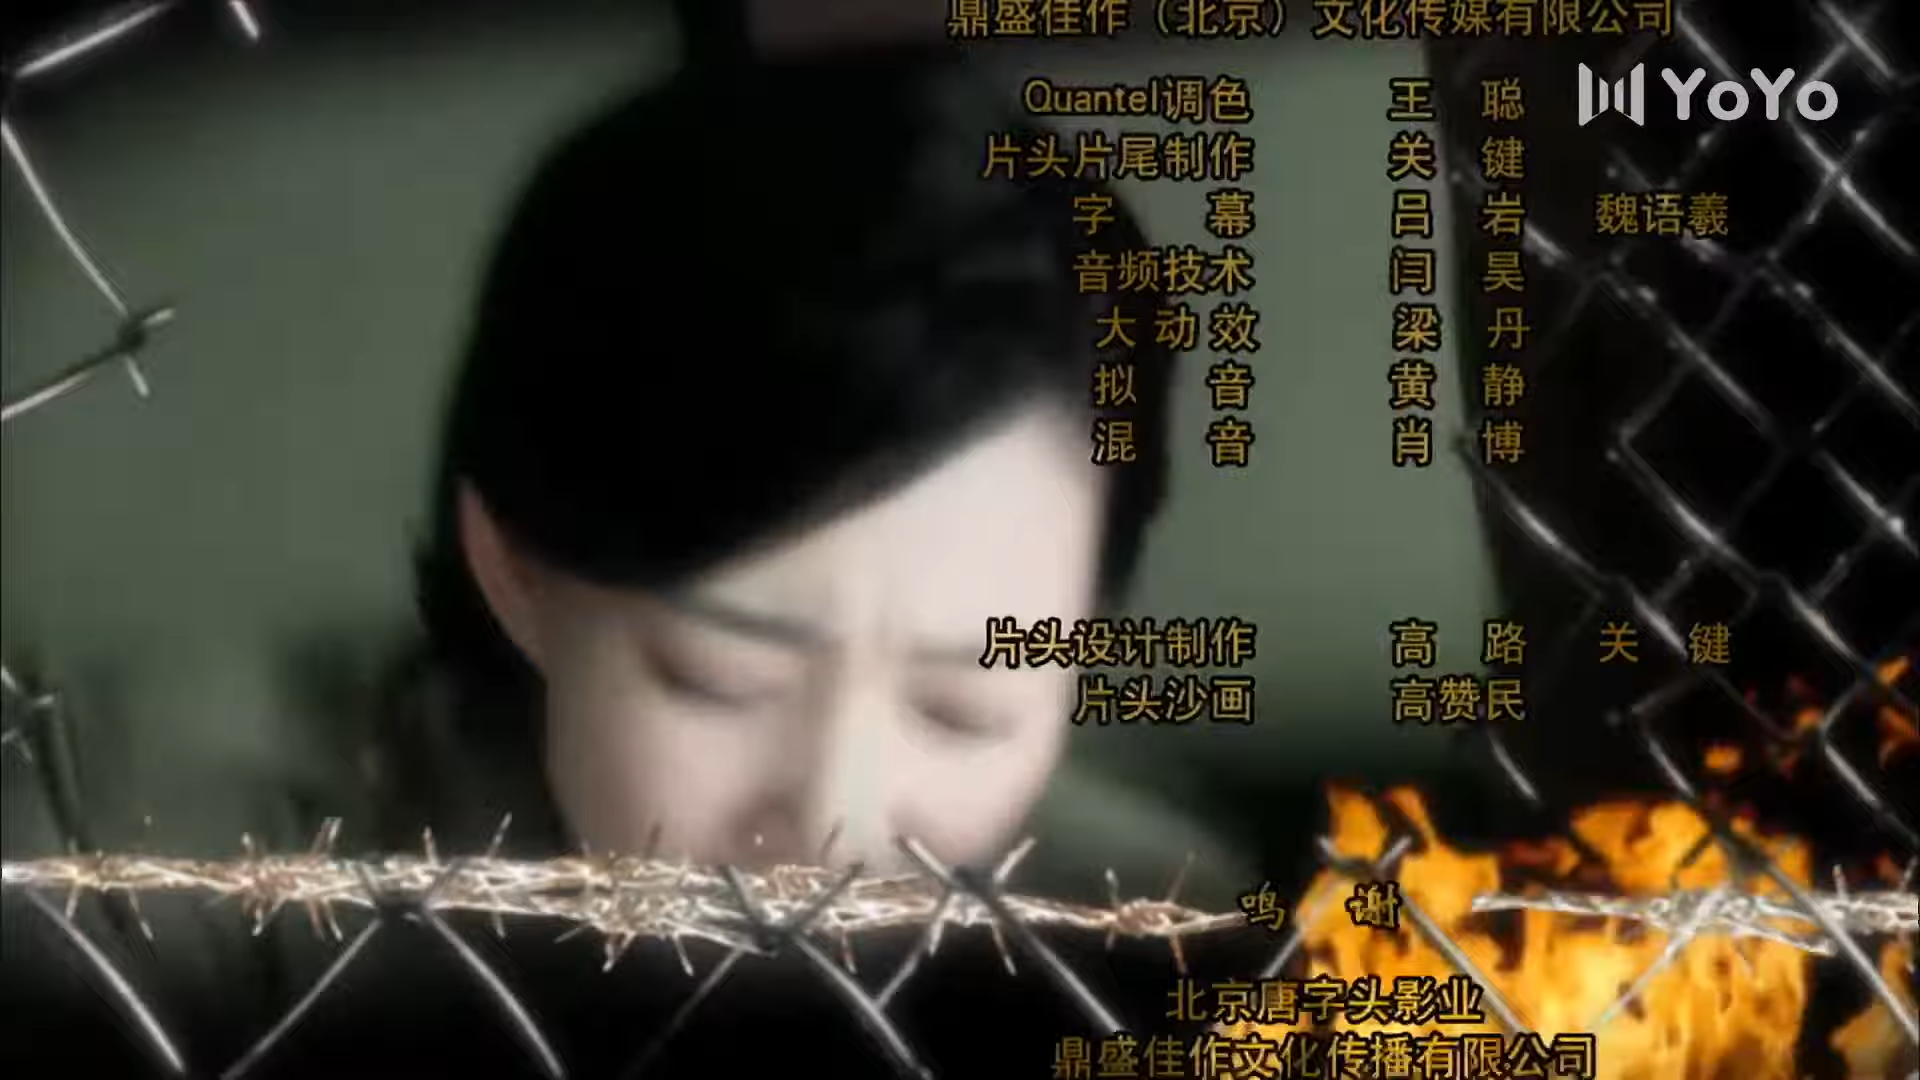 鼎盛佳作（北京）文化传媒有限公司
YoYo
Quantel调色 王 聪
片头片尾制作 关 键
字 幕 吕 岩 魏语羲
音频技术 闫 昊
大动效 梁 丹
拟 音 黄 静
混 音 肖 博
片头设计制作 高 路 关 键
片头沙画 高赞民
鸣 谢
北京唐字头影业
鼎盛佳作文化传播有限公司